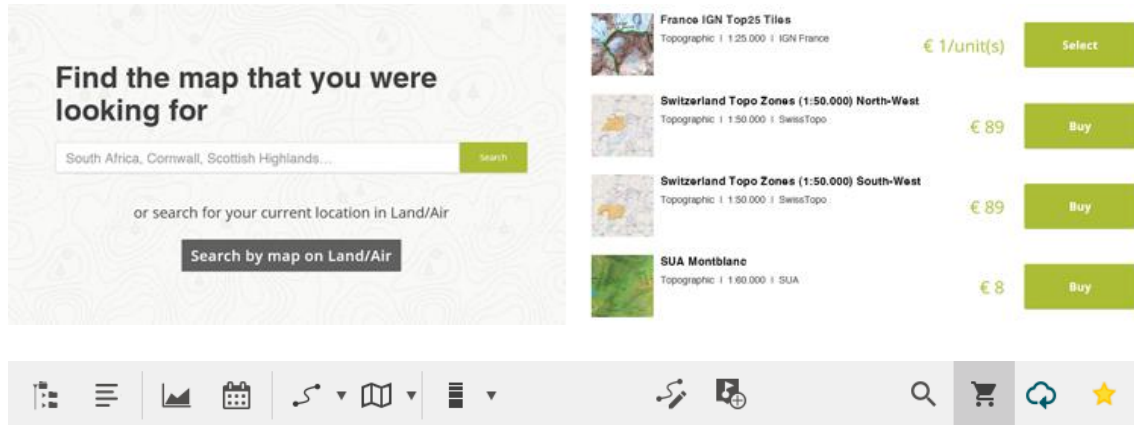 Find the map that you were
looking for
South Africa, Cornwall, Scottish Highlands...
Search
or search for your current location in Land/Air
Search by map on Land/Air
France IGN Top25 Tiles
Topographic | 1:25.000 | IGN France
€ 1/unit(s)
Select
Switzerland Topo Zones (1:50.000) North-West
Topographic | 1:50.000 | SwissTopo
€ 89
Buy
Switzerland Topo Zones (1:50.000) South-West
Topographic | 1:50.000 | SwissTopo
€ 89
Buy
SUA Montblanc
Topographic | 1:60.000 | SUA
€ 8
Buy